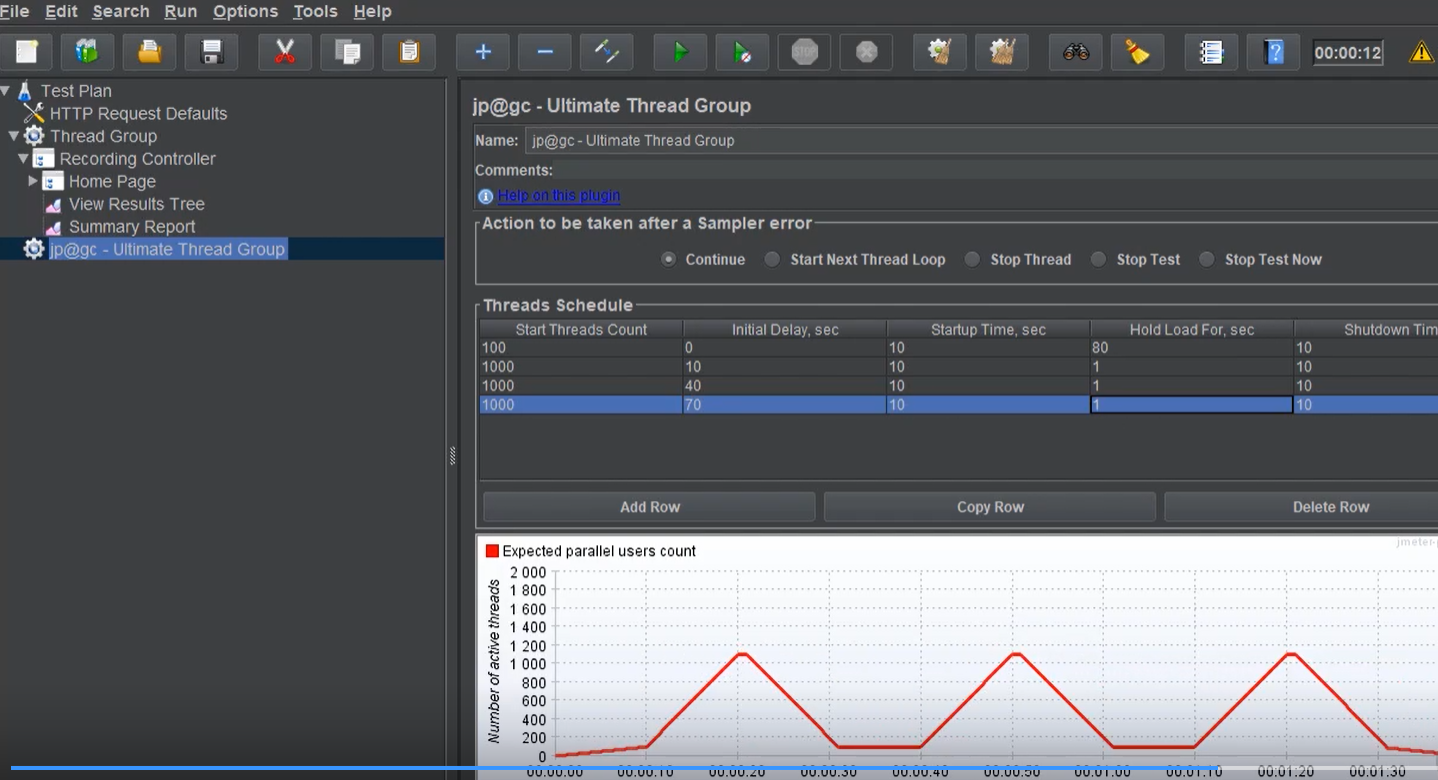 File Edit Search Run Options Tools Help
00:00:12
Test Plan
HTTP Request Defaults
Thread Group
Recording Controller
Home Page
View Results Tree
Summary Report
jp@gc - Ultimate Thread Group
jp@gc - Ultimate Thread Group
Name: jp@gc - Ultimate Thread Group
Comments:
Help on this plugin
Action to be taken after a Sampler error
Continue Start Next Thread Loop Stop Thread Stop Test Stop Test Now
Threads Schedule
Start Threads Count Initial Delay, sec Startup Time, sec Hold Load For, sec Shutdown Tim
100 0 10 80 10
1000 10 10 1 10
1000 40 10 1 10
1000 70 10 1 10
Add Row Copy Row Delete Row
jmeter-p
Expected parallel users count
Number of active threads
2 000
1 800
1 600
1 400
1 200
1 000
800
600
400
200
0
00:00:00 00:00:10 00:00:20 00:00:30 00:00:40 00:00:50 00:01:00 00:01:10 00:01:20 00:01:30